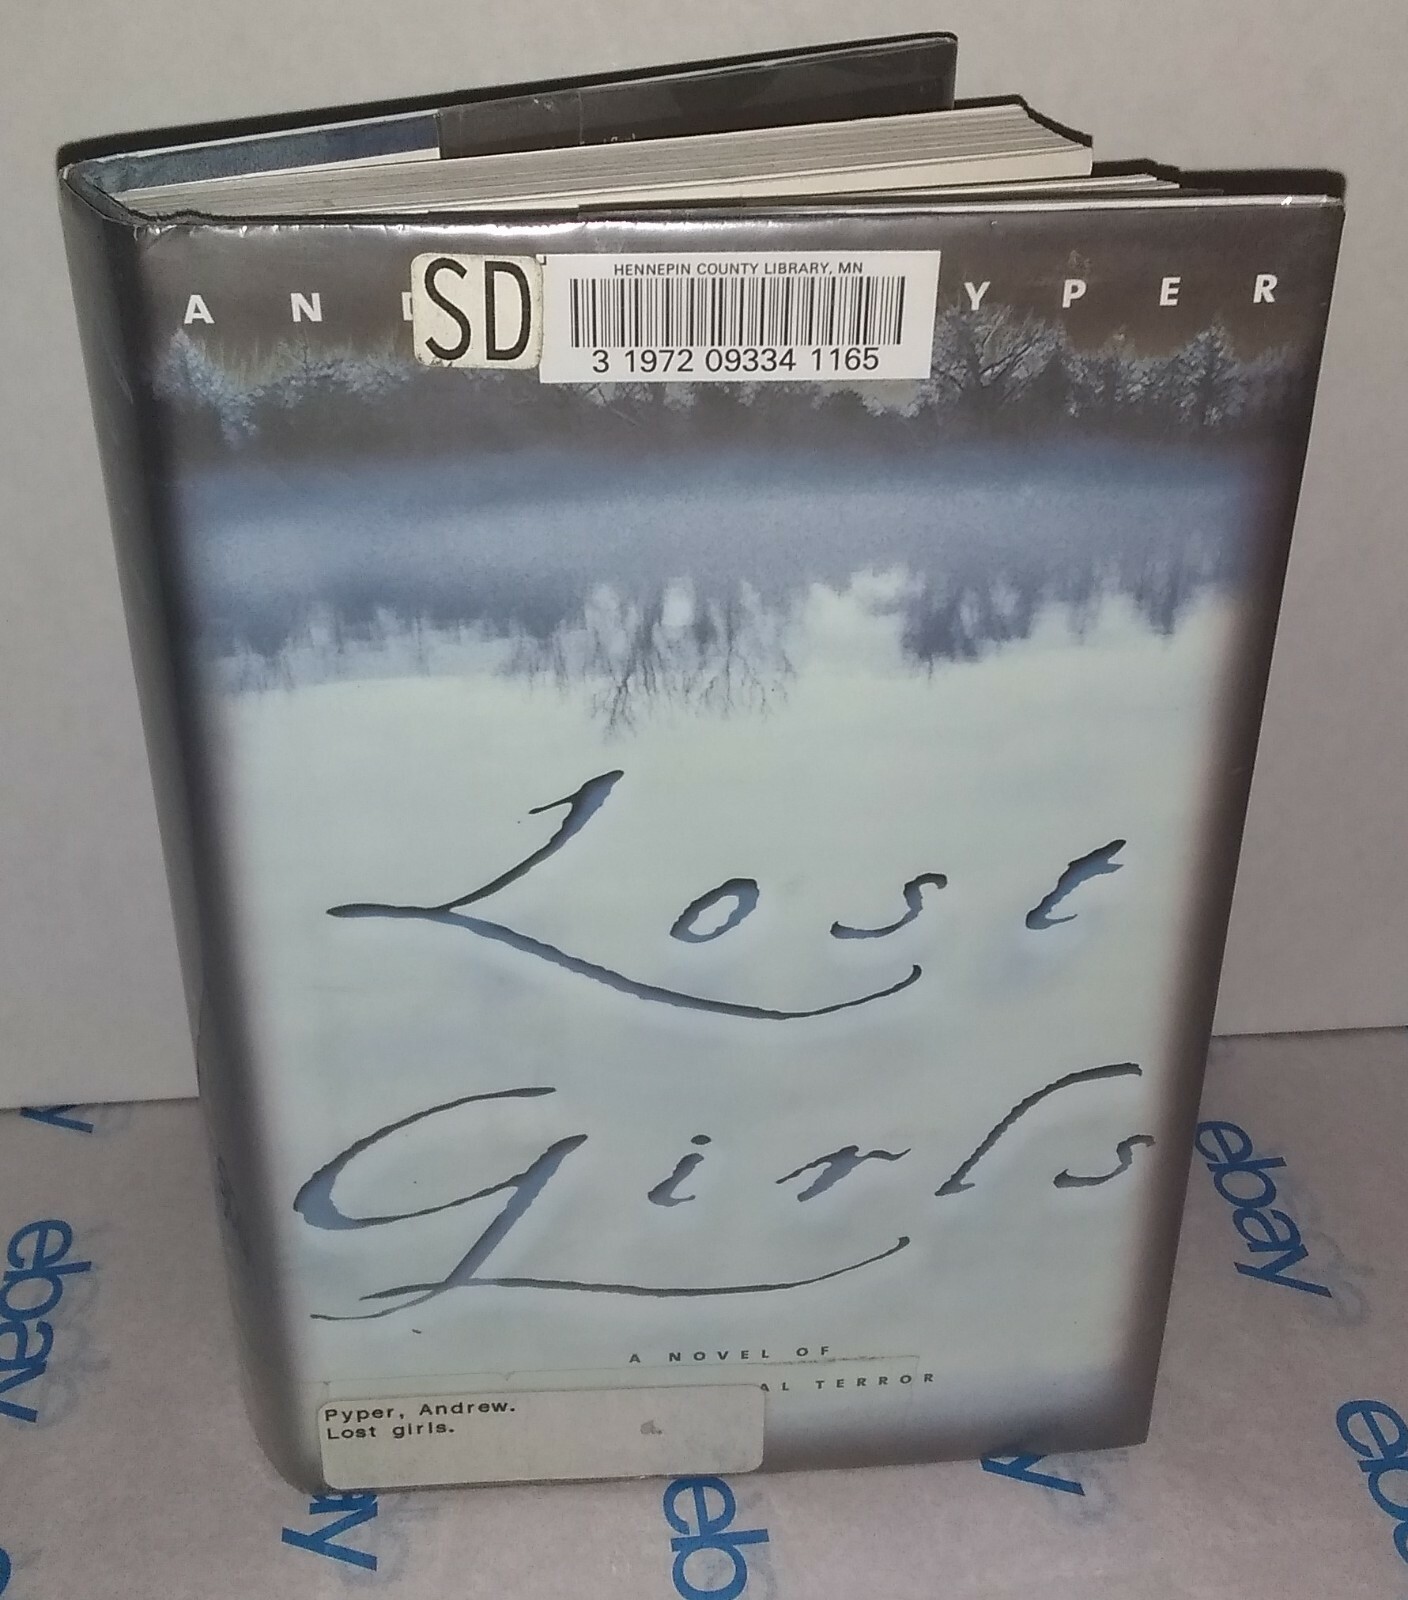 HENNEPIN COUNTY LIBRARY, MN
SD
AND YPER
3 1972 09334 1165
Lost
Girls
A NOVEL OF
AL TERROR
Pyper, Andrew.
Lost girls. a.
ebay
ebay
ebay
ebay